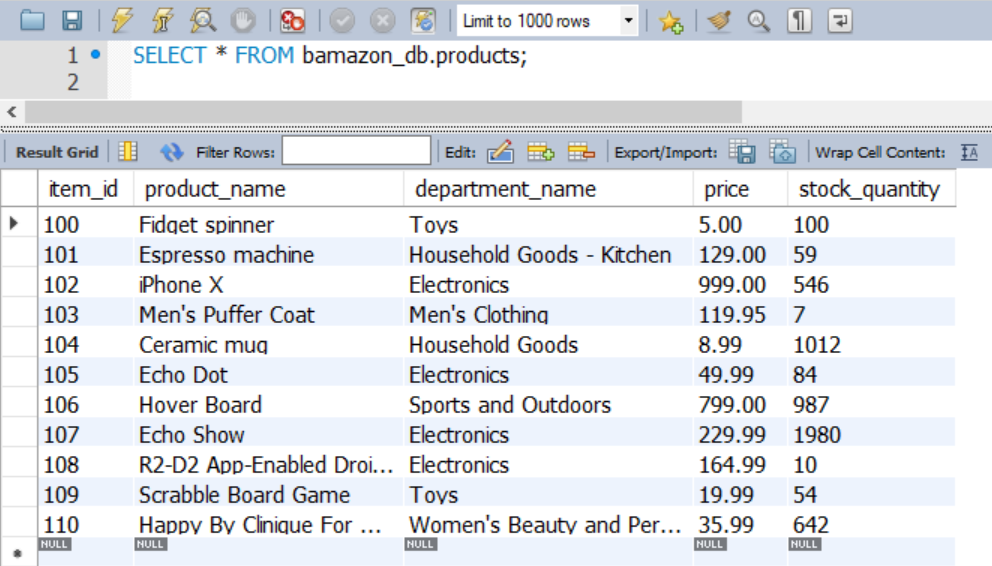 Limit to 1000 rows
1 SELECT * FROM bamazon_db.products;
2
Result Grid Filter Rows: Edit: Export/Import: Wrap Cell Content: IA
item_id product_name department_name price stock_quantity
100 Fidget spinner Toys 5.00 100
101 Espresso machine Household Goods - Kitchen 129.00 59
102 iPhone X Electronics 999.00 546
103 Men's Puffer Coat Men's Clothing 119.95 7
104 Ceramic mug Household Goods 8.99 1012
105 Echo Dot Electronics 49.99 84
106 Hover Board Sports and Outdoors 799.00 987
107 Echo Show Electronics 229.99 1980
108 R2-D2 App-Enabled Droi... Electronics 164.99 10
109 Scrabble Board Game Toys 19.99 54
110 Happy By Clinique For ... Women's Beauty and Per... 35.99 642
NULL NULL NULL NULL NULL